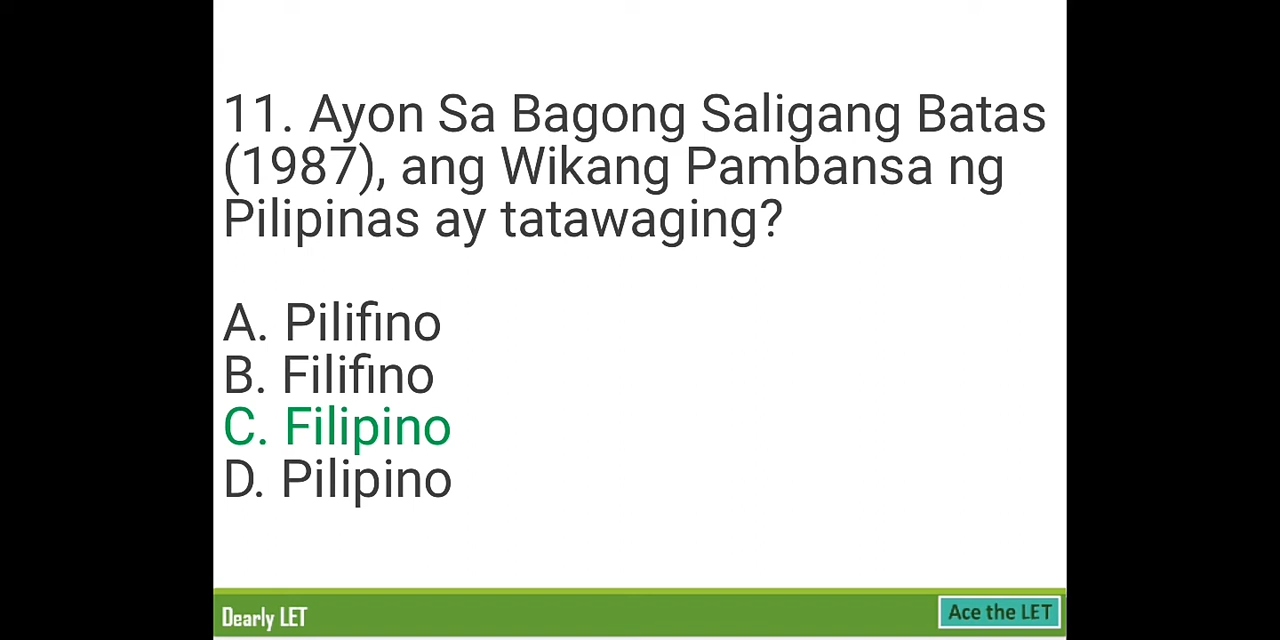 11. Ayon Sa Bagong Saligang Batas
(1987), ang Wikang Pambansa ng
Pilipinas ay tatawaging?
A. Pilifino
B. Filifino
C. Filipino
D. Pilipino
Dearly LET
Ace the LET